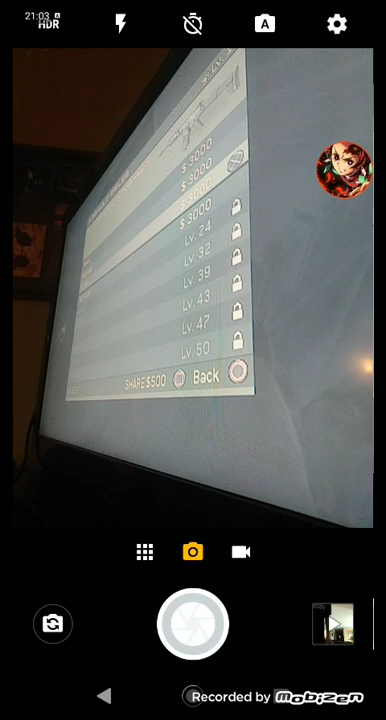 21:03
HDR
A
$3000
$3000
$3000
$3000
Lv. 24
Lv. 32
Lv. 39
Lv. 43
Lv. 47
Lv. 50
SHARE$500 Back
Recorded by mobizen